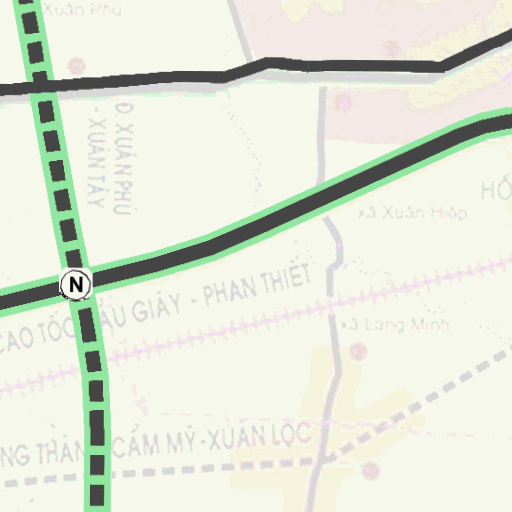 Xuân Phú
Đ XUÂN PHÚ
- XUÂN TÂY
HỐ
xã Xuân Hiệp
N
CAO TỐC DẦU GIÂY - PHAN THIẾT
xã Lang Minh
NG THÀNH CẨM MỸ-XUÂN LỘC